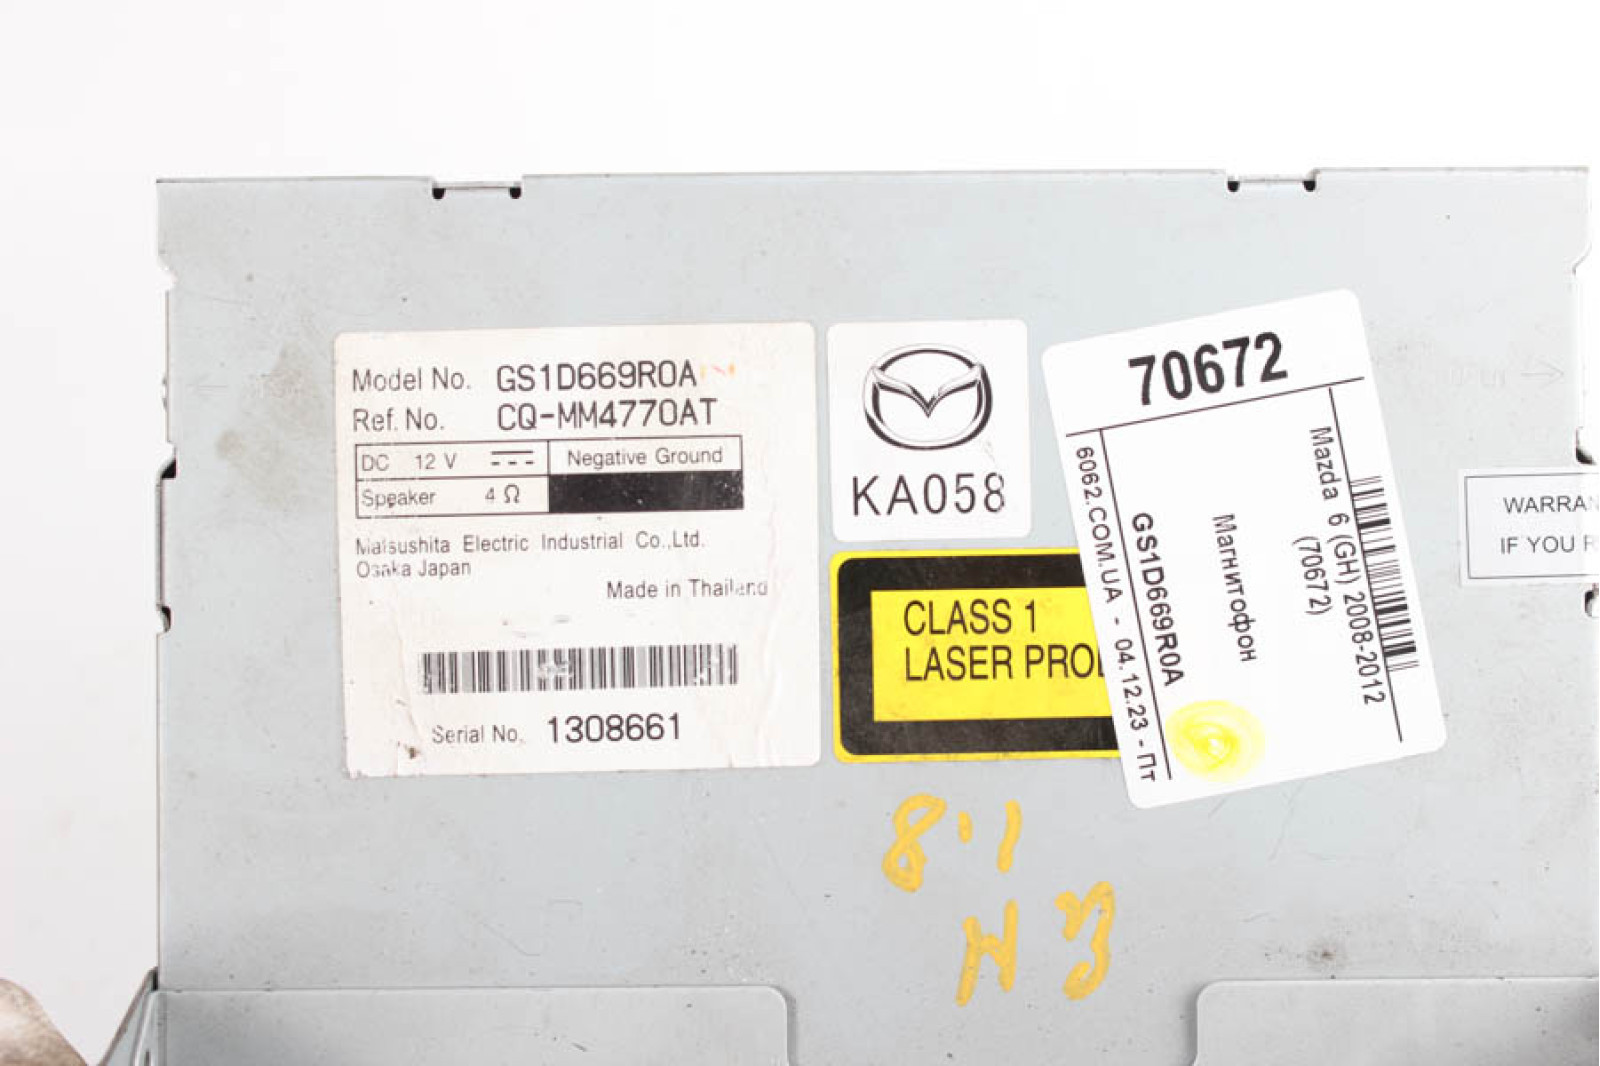 Model No. GS1D669R0A
Ref. No. CQ-MM4770AT
DC 12 V Negative Ground
Speaker 4 Ω
Matsushita Electric Industrial Co.,Ltd.
Osaka Japan
Made in Thailand
Serial No. 1308661
KA058
CLASS 1
LASER
70672
Mazda 6 (GH) 2008-2012
(70672)
Магнитофон
GS1D669R0A
6062.COM.UA - 04.12.23 - Пт
IF YOU
8.1